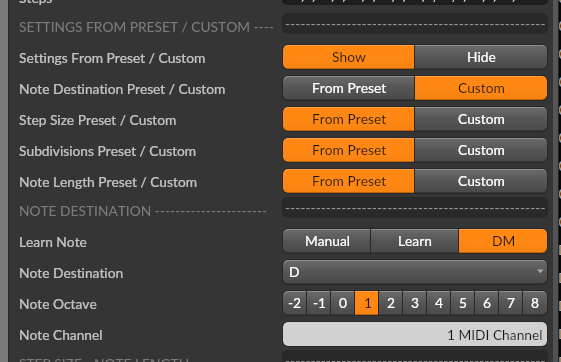 Steps
SETTINGS FROM PRESET / CUSTOM ----
Settings From Preset / Custom Show Hide
Note Destination Preset / Custom From Preset Custom
Step Size Preset / Custom From Preset Custom
Subdivisions Preset / Custom From Preset Custom
Note Length Preset / Custom From Preset Custom
NOTE DESTINATION -----------------------
Learn Note Manual Learn DM
Note Destination D
Note Octave -2 -1 0 1 2 3 4 5 6 7 8
Note Channel 1 MIDI Channel
STEP SIZE - NOTE LENGTH